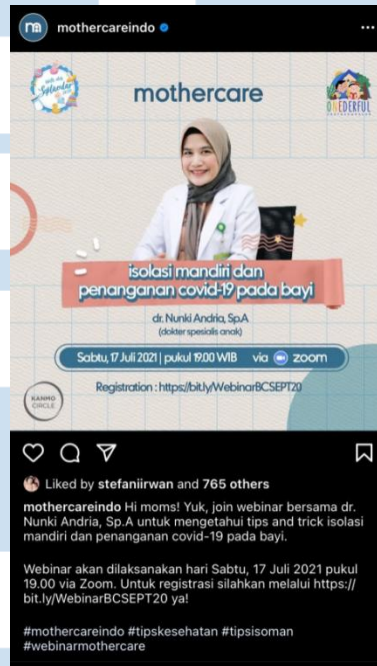 mothercareindo
mothercare
ONEDERFUL
isolasi mandiri dan
penanganan covid-19 pada bayi
dr. Nunki Andria, Sp.A
(dokter spesialis anak)
Sabtu, 17 Juli 2021 | pukul 19.00 WIB via zoom
Registration : https://bit.ly/WebinarBCSEPT20
KANMO
CIRCLE
Liked by stefaniirwan and 765 others
mothercareindo Hi moms! Yuk, join webinar bersama dr.
Nunki Andria, Sp.A untuk mengetahui tips and trick isolasi
mandiri dan penanganan covid-19 pada bayi.
Webinar akan dilaksanakan hari Sabtu, 17 Juli 2021 pukul
19.00 via Zoom. Untuk registrasi silahkan melalui https://
bit.ly/WebinarBCSEPT20 ya!
#mothercareindo #tipskesehatan #tipsisoman
#webinarmothercare